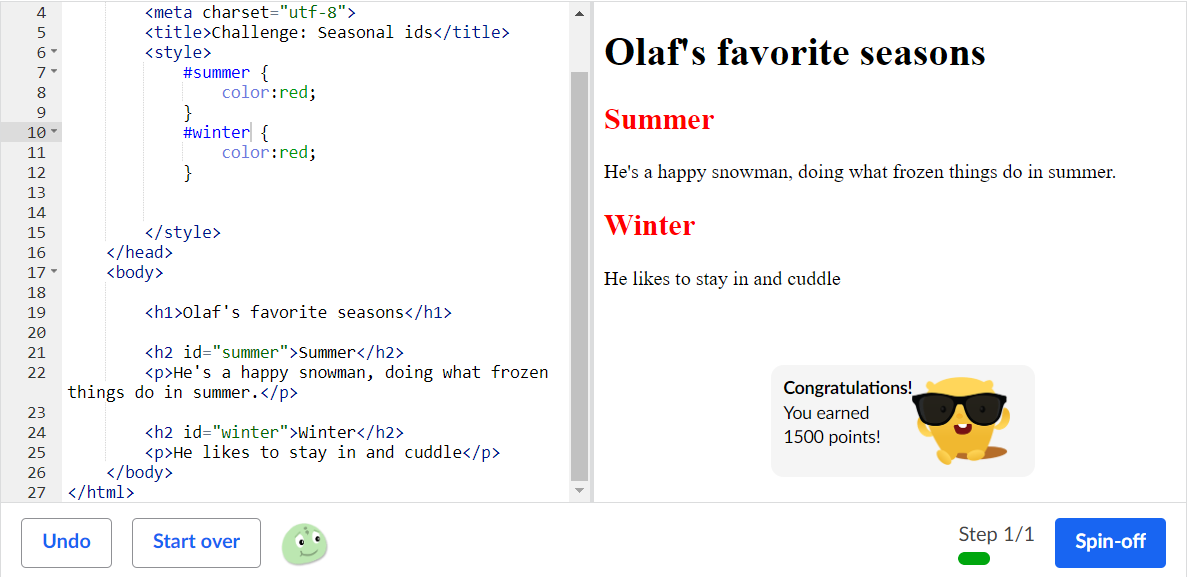 4 <meta charset="utf-8">
5 <title>Challenge: Seasonal ids</title>
6 <style>
7 #summer {
8 color:red;
9 }
10 #winter {
11 color:red;
12 }
13
14
15 </style>
16 </head>
17 <body>
18
19 <h1>Olaf's favorite seasons</h1>
20
21 <h2 id="summer">Summer</h2>
22 <p>He's a happy snowman, doing what frozen
things do in summer.</p>
23
24 <h2 id="winter">Winter</h2>
25 <p>He likes to stay in and cuddle</p>
26 </body>
27 </html>
Olaf's favorite seasons
Summer
He's a happy snowman, doing what frozen things do in summer.
Winter
He likes to stay in and cuddle
Congratulations!
You earned
1500 points!
Undo
Start over
Step 1/1
Spin-off